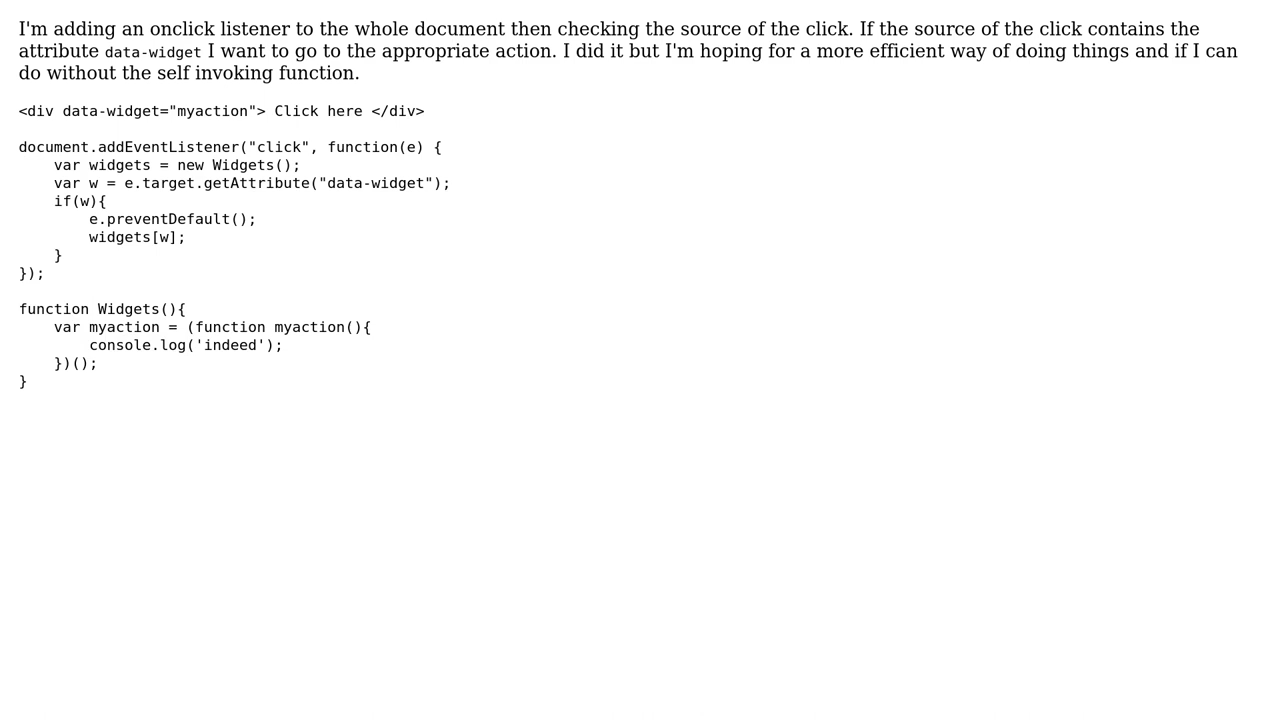 I'm adding an onclick listener to the whole document then checking the source of the click. If the source of the click contains the
attribute data-widget I want to go to the appropriate action. I did it but I'm hoping for a more efficient way of doing things and if I can
do without the self invoking function.
<div data-widget="myaction"> Click here </div>
document.addEventListener("click", function(e) {
    var widgets = new Widgets();
    var w = e.target.getAttribute("data-widget");
    if(w){
        e.preventDefault();
        widgets[w];
    }
});
function Widgets(){
    var myaction = (function myaction(){
        console.log('indeed');
    })();
}